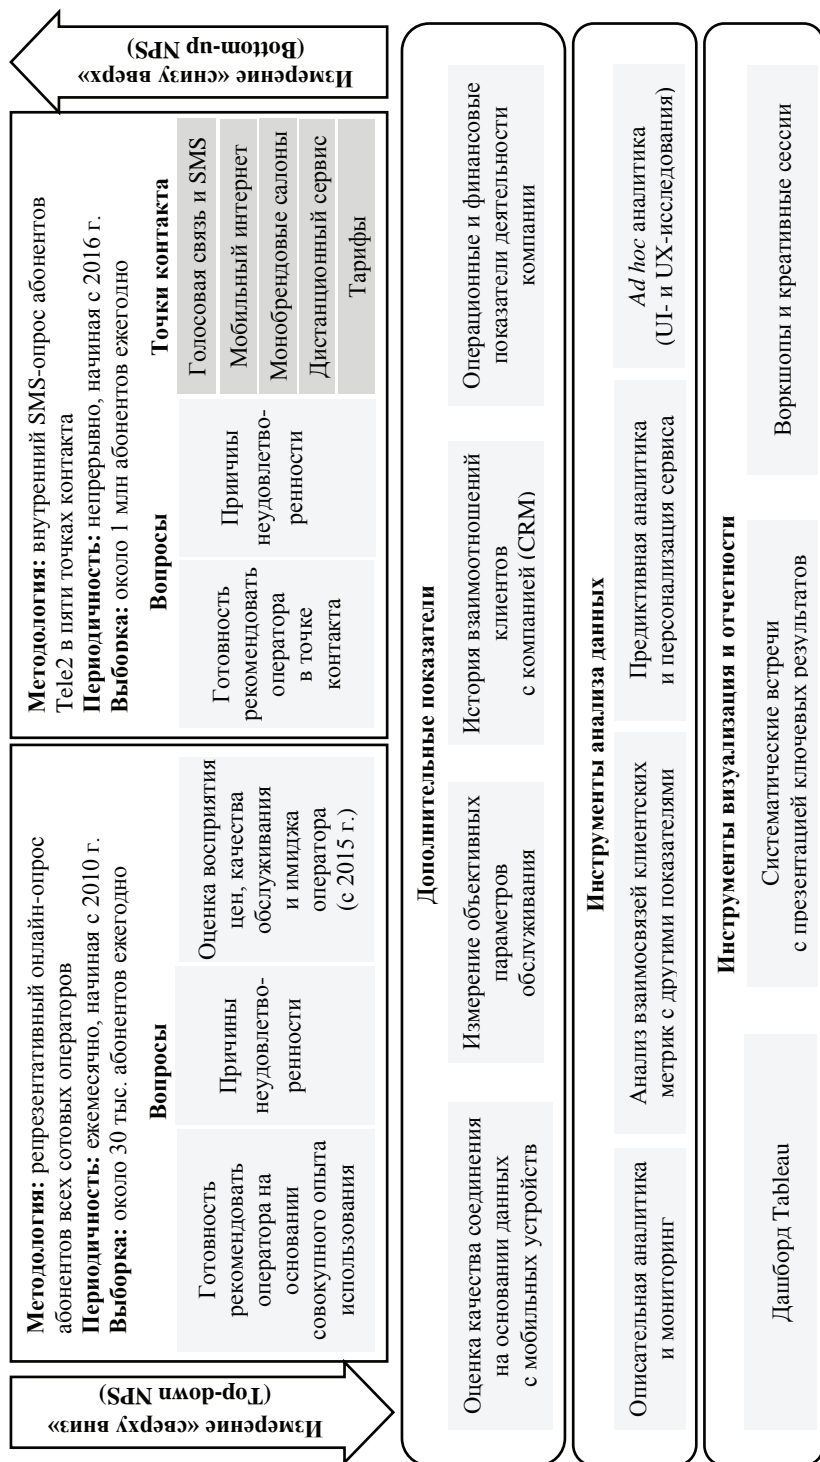 Измерение «сверху вниз»
(Top-down NPS)
Методология: репрезентативный онлайн-опрос
абонентов всех сотовых операторов
Периодичность: ежемесячно, начиная с 2010 г.
Выборка: около 30 тыс. абонентов ежегодно
Вопросы
Готовность
рекомендовать
оператора на
основании
совокупного опыта
использования
Причины
неудовлетво-
ренности
Оценка восприятия
цен, качества
обслуживания
и имиджа
оператора
(с 2015 г.)
Методология: внутренний SMS-опрос абонентов
Tele2 в пяти точках контакта
Периодичность: непрерывно, начиная с 2016 г.
Выборка: около 1 млн абонентов ежегодно
Вопросы
Готовность
рекомендовать
оператора
в точке
контакта
Приичиы
неудовлетво-
ренности
Точки контакта
Голосовая связь и SMS
Мобильный интернет
Монобрендовые салоны
Дистанционный сервис
Тарифы
Измерение «снизу вверх»
(Bottom-up NPS)
Дополнительные показатели
Оценка качества соединения
на основании данных
с мобильных устройств
Измерение объективных
параметров
обслуживания
История взаимоотношений
клиентов
с компанией (CRM)
Операционные и финансовые
показатели деятельности
компании
Инструменты анализа данных
Описательная аналитика
и мониторинг
Анализ взаимосвязей клиентских
метрик с другими показателями
Предиктивная аналитика
и персонализация сервиса
Ad hoc аналитика
(UI- и UX-исследования)
Инструменты визуализации и отчетности
Дашборд Tableau
Систематические встречи
с презентацией ключевых результатов
Воркшопы и креативные сессии